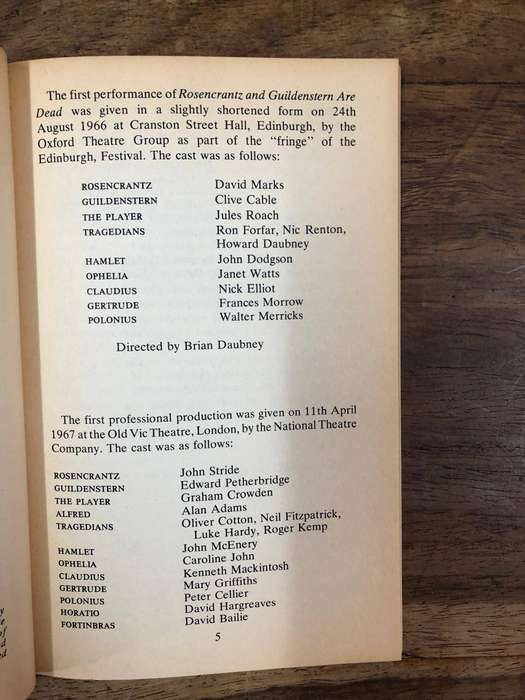 The first performance of Rosencrantz and Guildenstern Are
Dead was given in a slightly shortened form on 24th
August 1966 at Cranston Street Hall, Edinburgh, by the
Oxford Theatre Group as part of the "fringe" of the
Edinburgh, Festival. The cast was as follows:
ROSENCRANTZ David Marks
GUILDENSTERN Clive Cable
THE PLAYER Jules Roach
TRAGEDIANS Ron Forfar, Nic Renton,
Howard Daubney
HAMLET John Dodgson
OPHELIA Janet Watts
CLAUDIUS Nick Elliot
GERTRUDE Frances Morrow
POLONIUS Walter Merricks
Directed by Brian Daubney
The first professional production was given on 11th April
1967 at the Old Vic Theatre, London, by the National Theatre
Company. The cast was as follows:
ROSENCRANTZ John Stride
GUILDENSTERN Edward Petherbridge
THE PLAYER Graham Crowden
ALFRED Alan Adams
TRAGEDIANS Oliver Cotton, Neil Fitzpatrick,
Luke Hardy, Roger Kemp
HAMLET John McEnery
OPHELIA Caroline John
CLAUDIUS Kenneth Mackintosh
GERTRUDE Mary Griffiths
POLONIUS Peter Cellier
HORATIO David Hargreaves
FORTINBRAS David Bailie
5